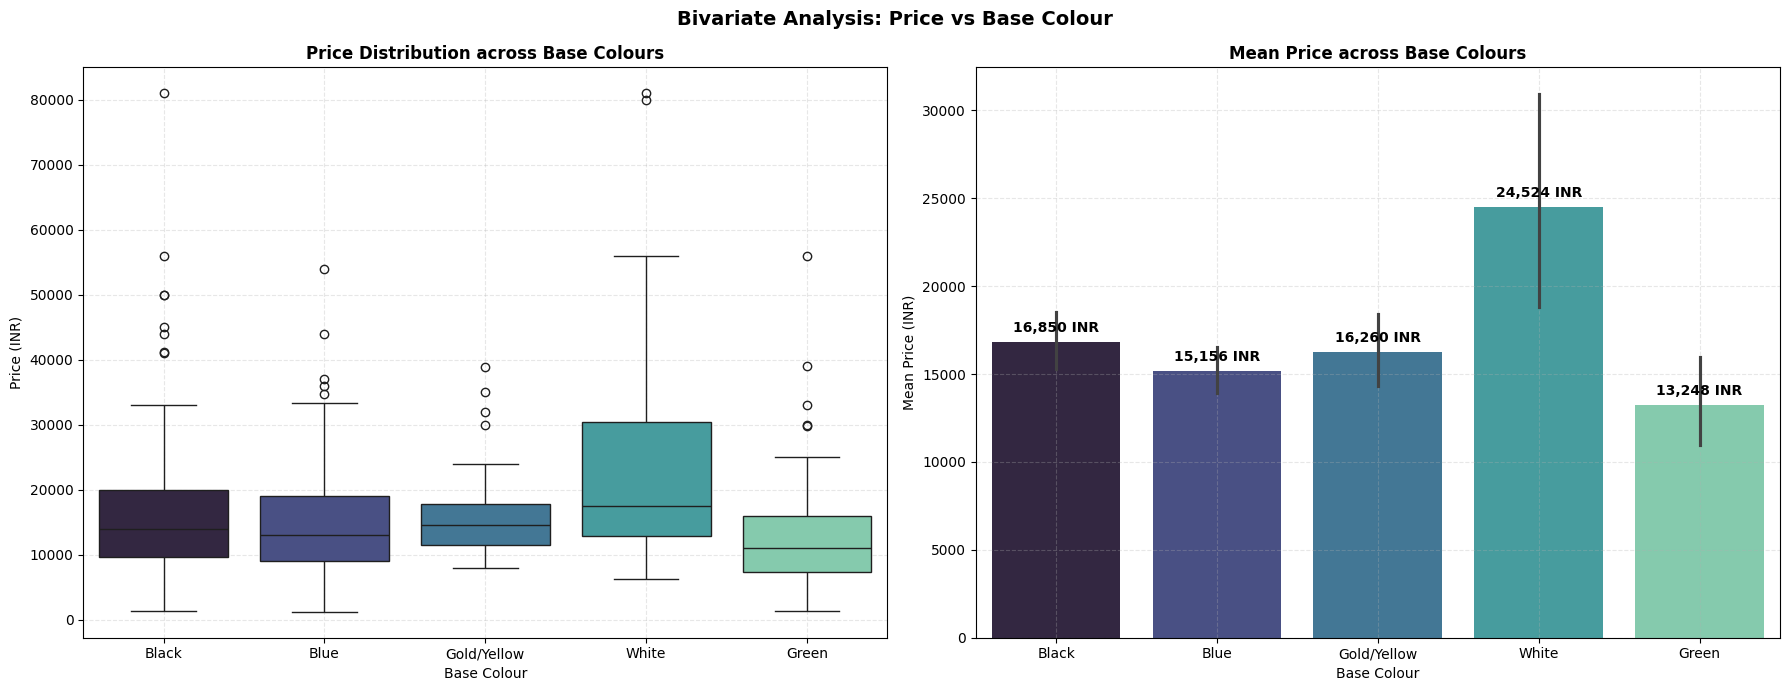 Bivariate Analysis: Price vs Base Colour
Price Distribution across Base Colours
80000
70000
60000
50000
40000
30000
20000
10000
0
Price (INR)
Black
Blue
Gold/Yellow
White
Green
Base Colour
Mean Price across Base Colours
30000
25000
20000
15000
10000
5000
0
Mean Price (INR)
16,850 INR
15,156 INR
16,260 INR
24,524 INR
13,248 INR
Black
Blue
Gold/Yellow
White
Green
Base Colour